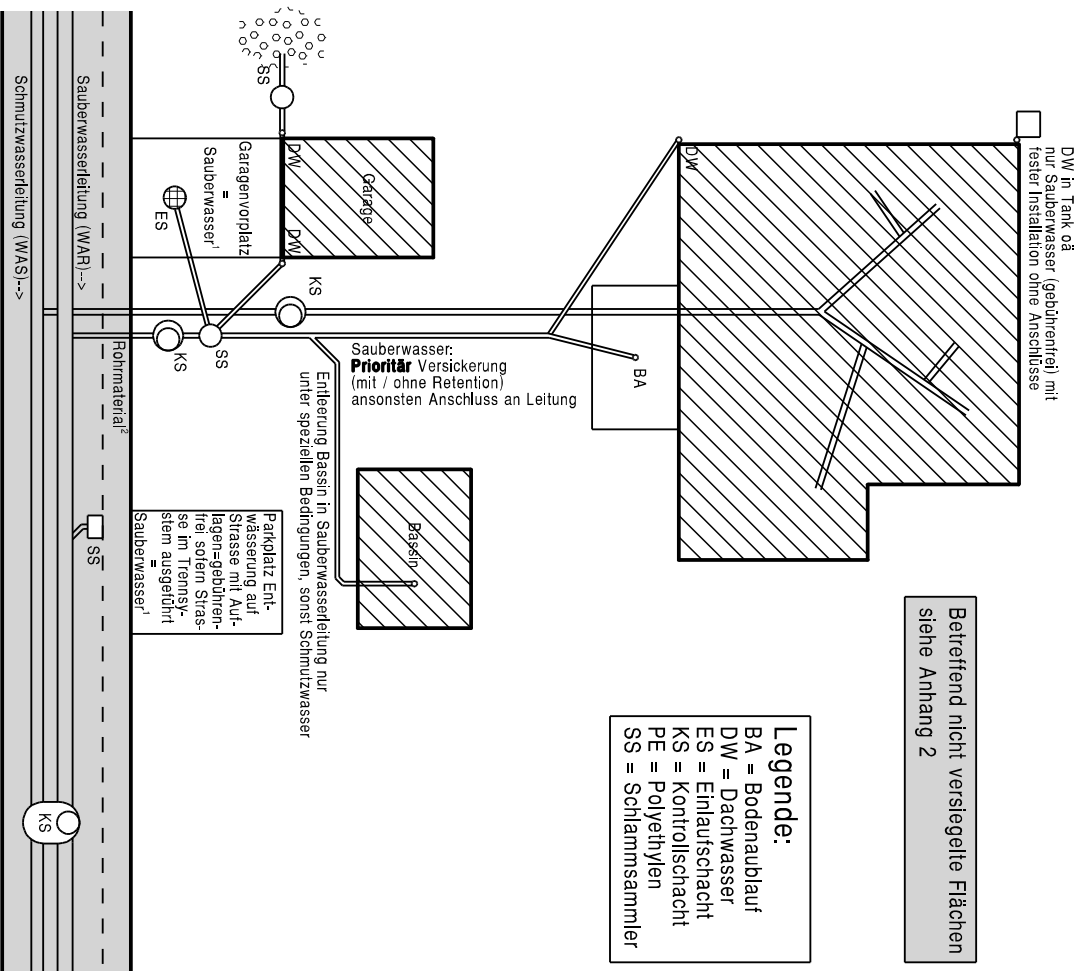 DW in Tank oä
nur Sauberwasser (gebührenfrei) mit
fester Installation ohne Anschlüsse
Betreffend nicht versiegelte Flächen
siehe Anhang 2
Legende:
BA = Bodenaublauf
DW = Dachwasser
ES = Einlaufschacht
KS = Kontrollschacht
PE = Polyethylen
SS = Schlammsammler
DW
BA
Sauberwasser:
Prioritär Versickerung
(mit / ohne Retention)
ansonsten Anschluss an Leitung
Bassin
Entleerung Bassin in Sauberwasserleitung nur
unter speziellen Bedingungen, sonst Schmutzwasser
SS
Garage
DW
DW
KS
Garagenvorplatz
=
Sauberwasser¹
ES
SS
KS
Parkplatz Ent-
wässerung auf
Strasse mit Auf-
lagen=gebühren-
frei sofern Stras-
se im Trennsy-
stem ausgeführt
=
Sauberwasser¹
Rohrmaterial²
SS
Sauberwasserleitung (WAR)-->
KS
Schmutzwasserleitung (WAS)-->